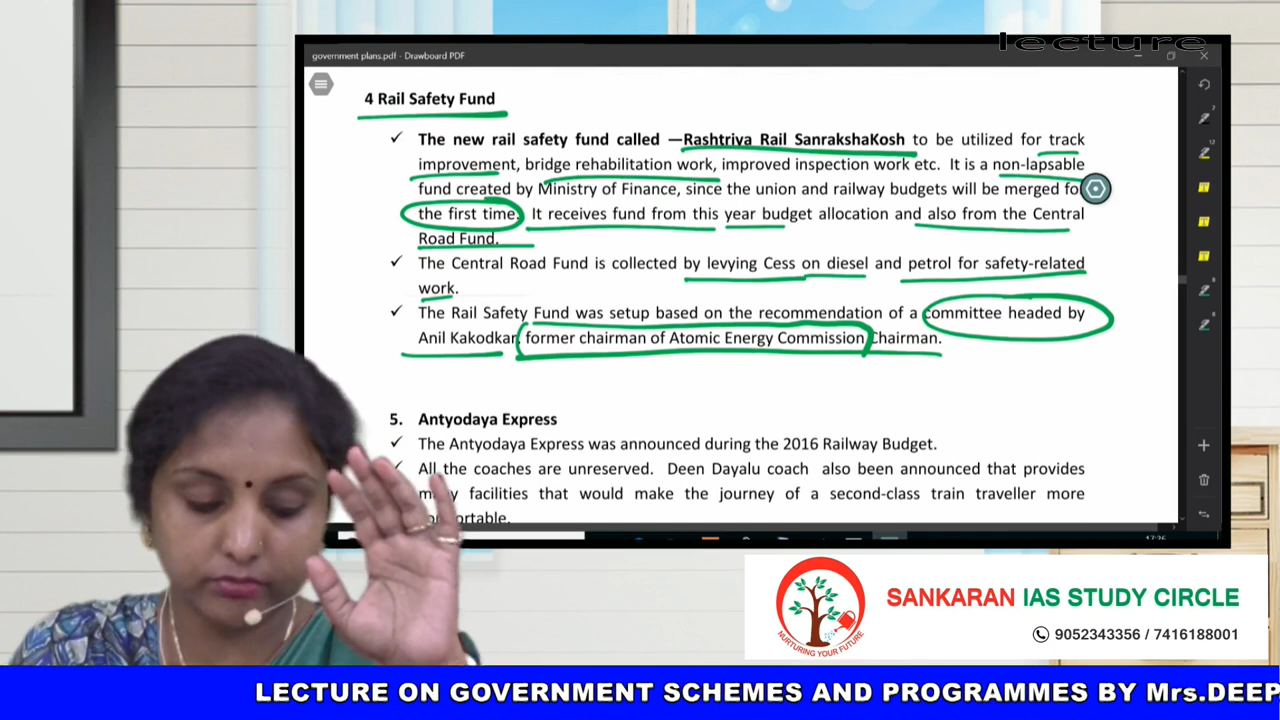 lecture
government plans.pdf - Drawboard PDF
4 Rail Safety Fund
✓ The new rail safety fund called —Rashtriya Rail SanrakshaKosh to be utilized for track
improvement, bridge rehabilitation work, improved inspection work etc. It is a non-lapsable
fund created by Ministry of Finance, since the union and railway budgets will be merged for
the first time. It receives fund from this year budget allocation and also from the Central
Road Fund.
✓ The Central Road Fund is collected by levying Cess on diesel and petrol for safety-related
work.
✓ The Rail Safety Fund was setup based on the recommendation of a committee headed by
Anil Kakodkar, former chairman of Atomic Energy Commission Chairman.
5. Antyodaya Express
✓ The Antyodaya Express was announced during the 2016 Railway Budget.
✓ All the coaches are unreserved. Deen Dayalu coach also been announced that provides
many facilities that would make the journey of a second-class train traveller more
comfortable.
SANKARAN IAS STUDY CIRCLE
9052343356 / 7416188001
NURTURING YOUR FUTURE
LECTURE ON GOVERNMENT SCHEMES AND PROGRAMMES BY Mrs.DEEP